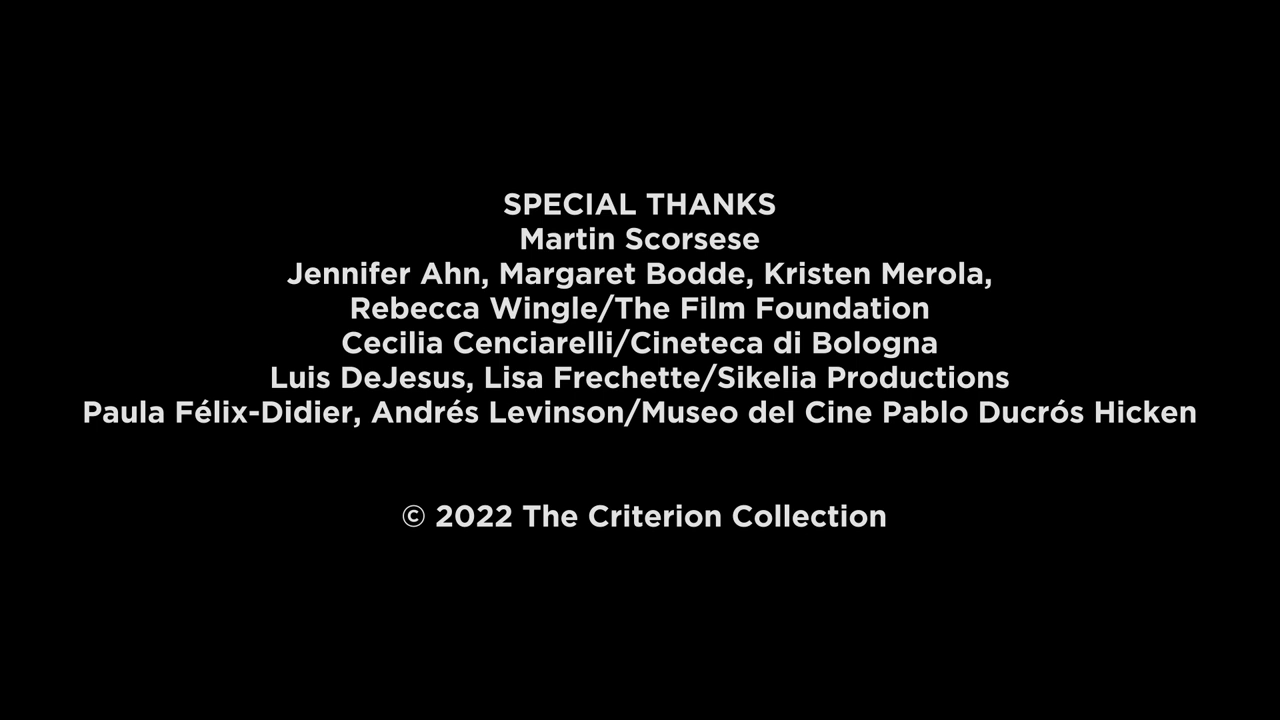 SPECIAL THANKS
Martin Scorsese
Jennifer Ahn, Margaret Bodde, Kristen Merola,
Rebecca Wingle/The Film Foundation
Cecilia Cenciarelli/Cineteca di Bologna
Luis DeJesus, Lisa Frechette/Sikelia Productions
Paula Félix-Didier, Andrés Levinson/Museo del Cine Pablo Ducrós Hicken
© 2022 The Criterion Collection